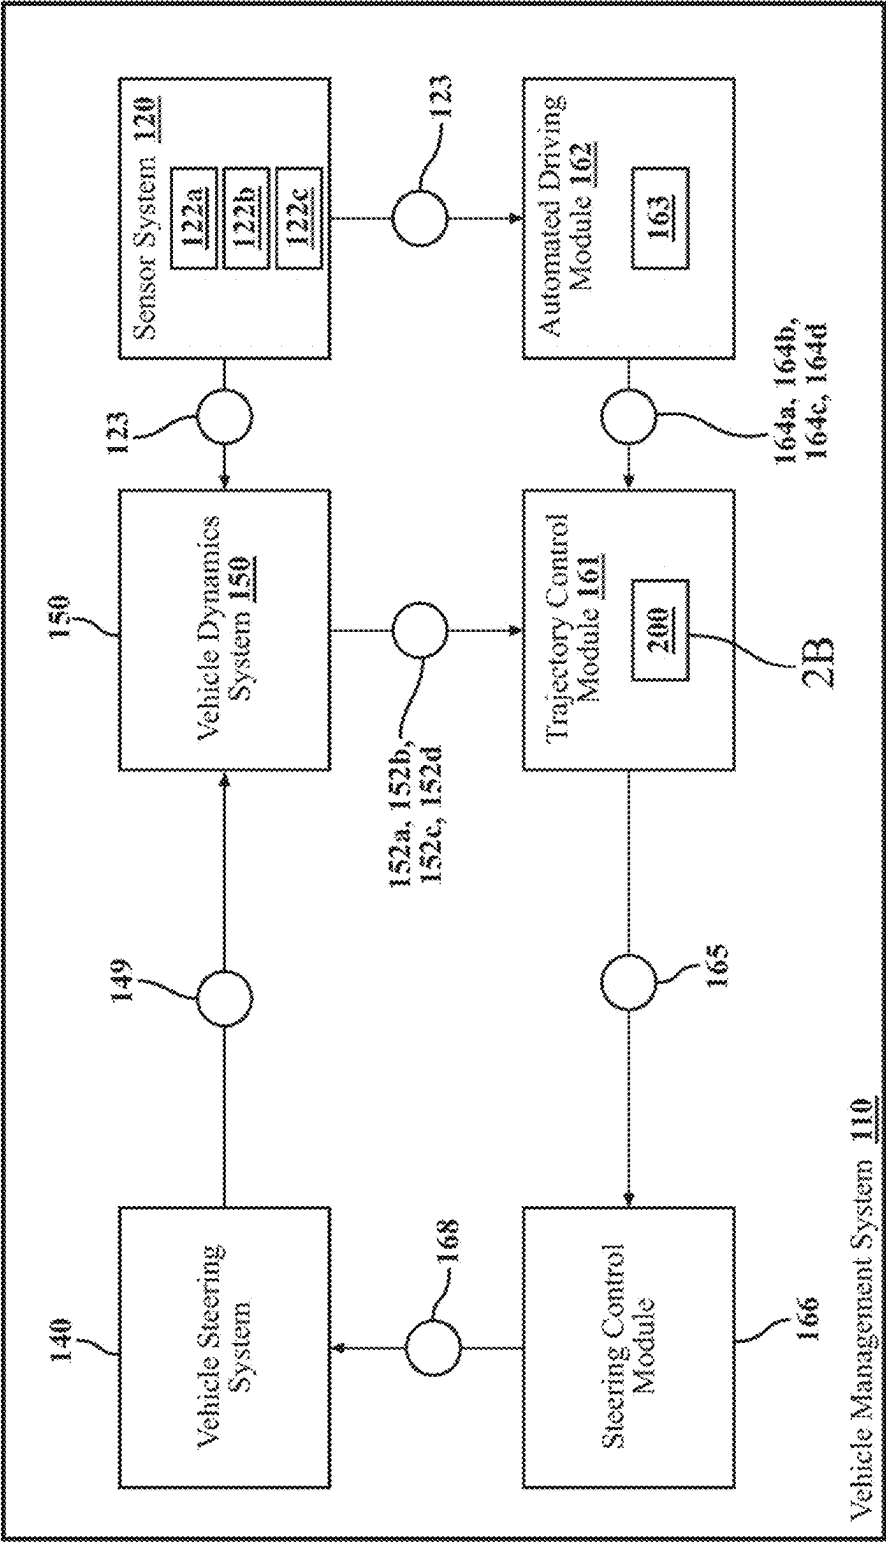 Vehicle Management System 110
140
Vehicle Steering
System
149
150
Vehicle Dynamics
System 150
123
Sensor System 120
122a
122b
122c
168
152a, 152b,
152c, 152d
123
Steering Control
Module
166
165
Trajectory Control
Module 161
200
2B
164a, 164b,
164c, 164d
Automated Driving
Module 162
163